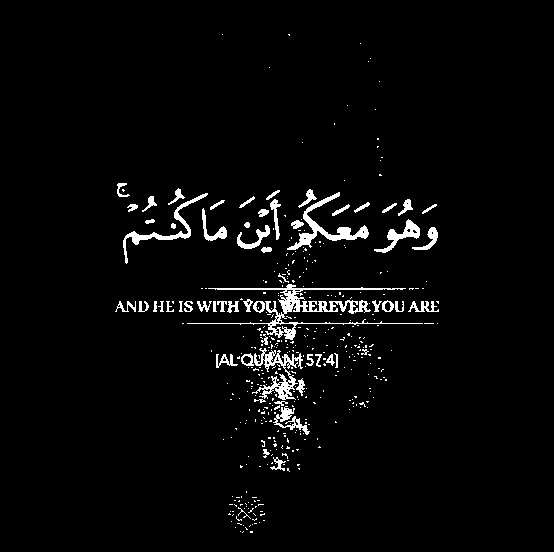 وَهُوَ مَعَكُمْ أَيْنَ مَا كُنتُمْ ۚ
AND HE IS WITH YOU WHEREVER YOU ARE
[AL-QURAN | 57:4]